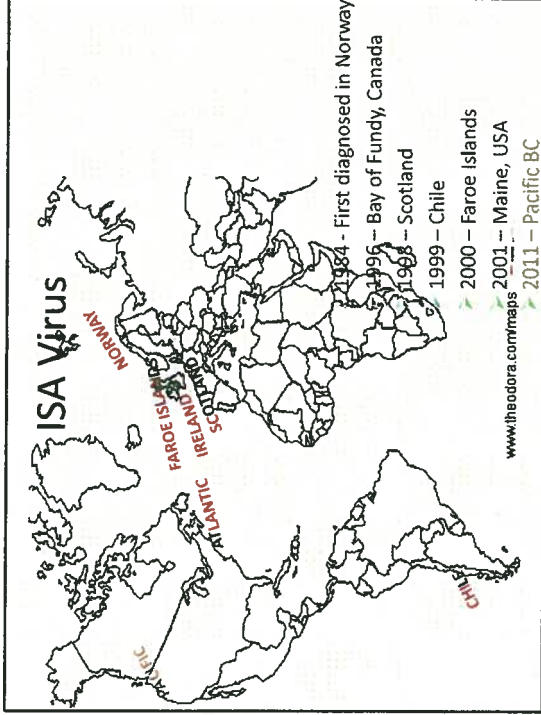 ISA Virus
NORWAY
FAROE ISLANDS
IRELAND
SCOTLAND
ATLANTIC
CHILE
1984 - First diagnosed in Norway
1996 – Bay of Fundy, Canada
1998 – Scotland
1999 – Chile
2000 – Faroe Islands
2001 – Maine, USA
www.theodora.com/maps
2011 – Pacific BC